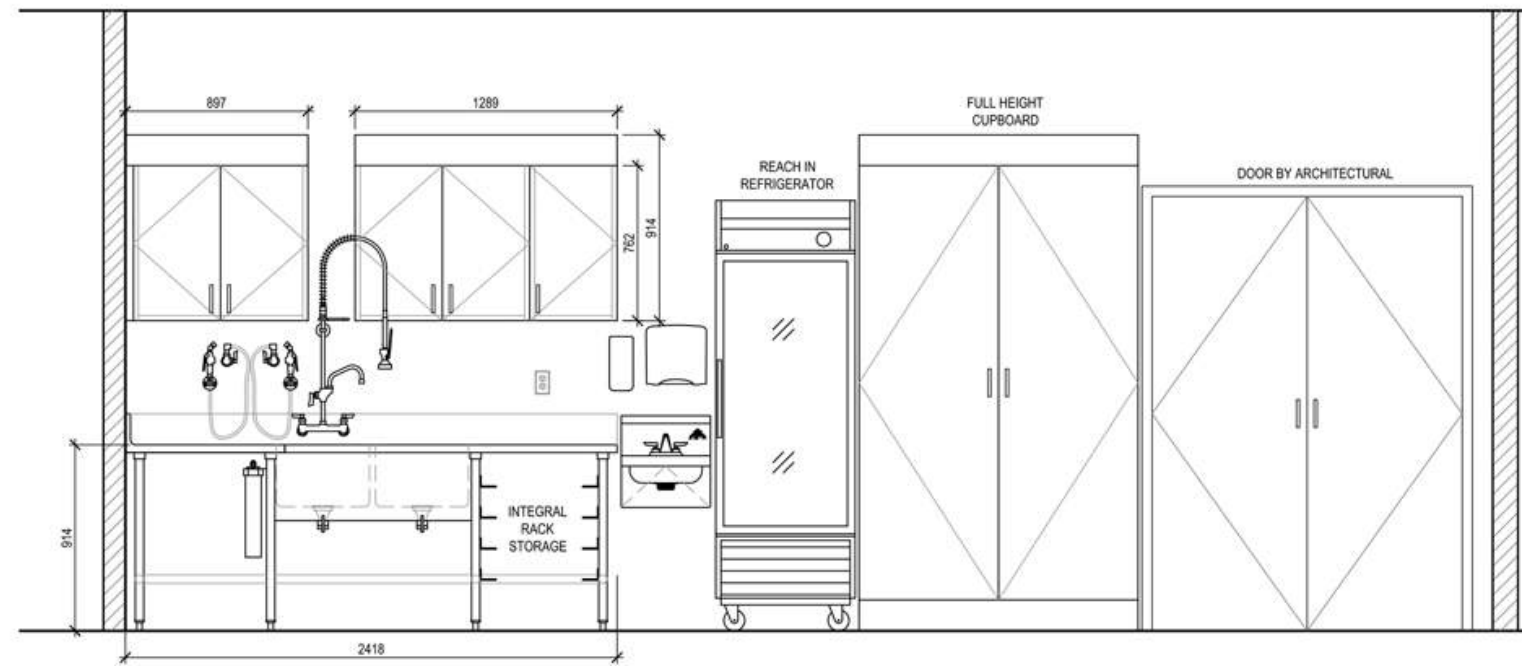 897
1289
FULL HEIGHT
CUPBOARD
REACH IN
REFRIGERATOR
DOOR BY ARCHITECTURAL
762
914
INTEGRAL
RACK
STORAGE
914
2418